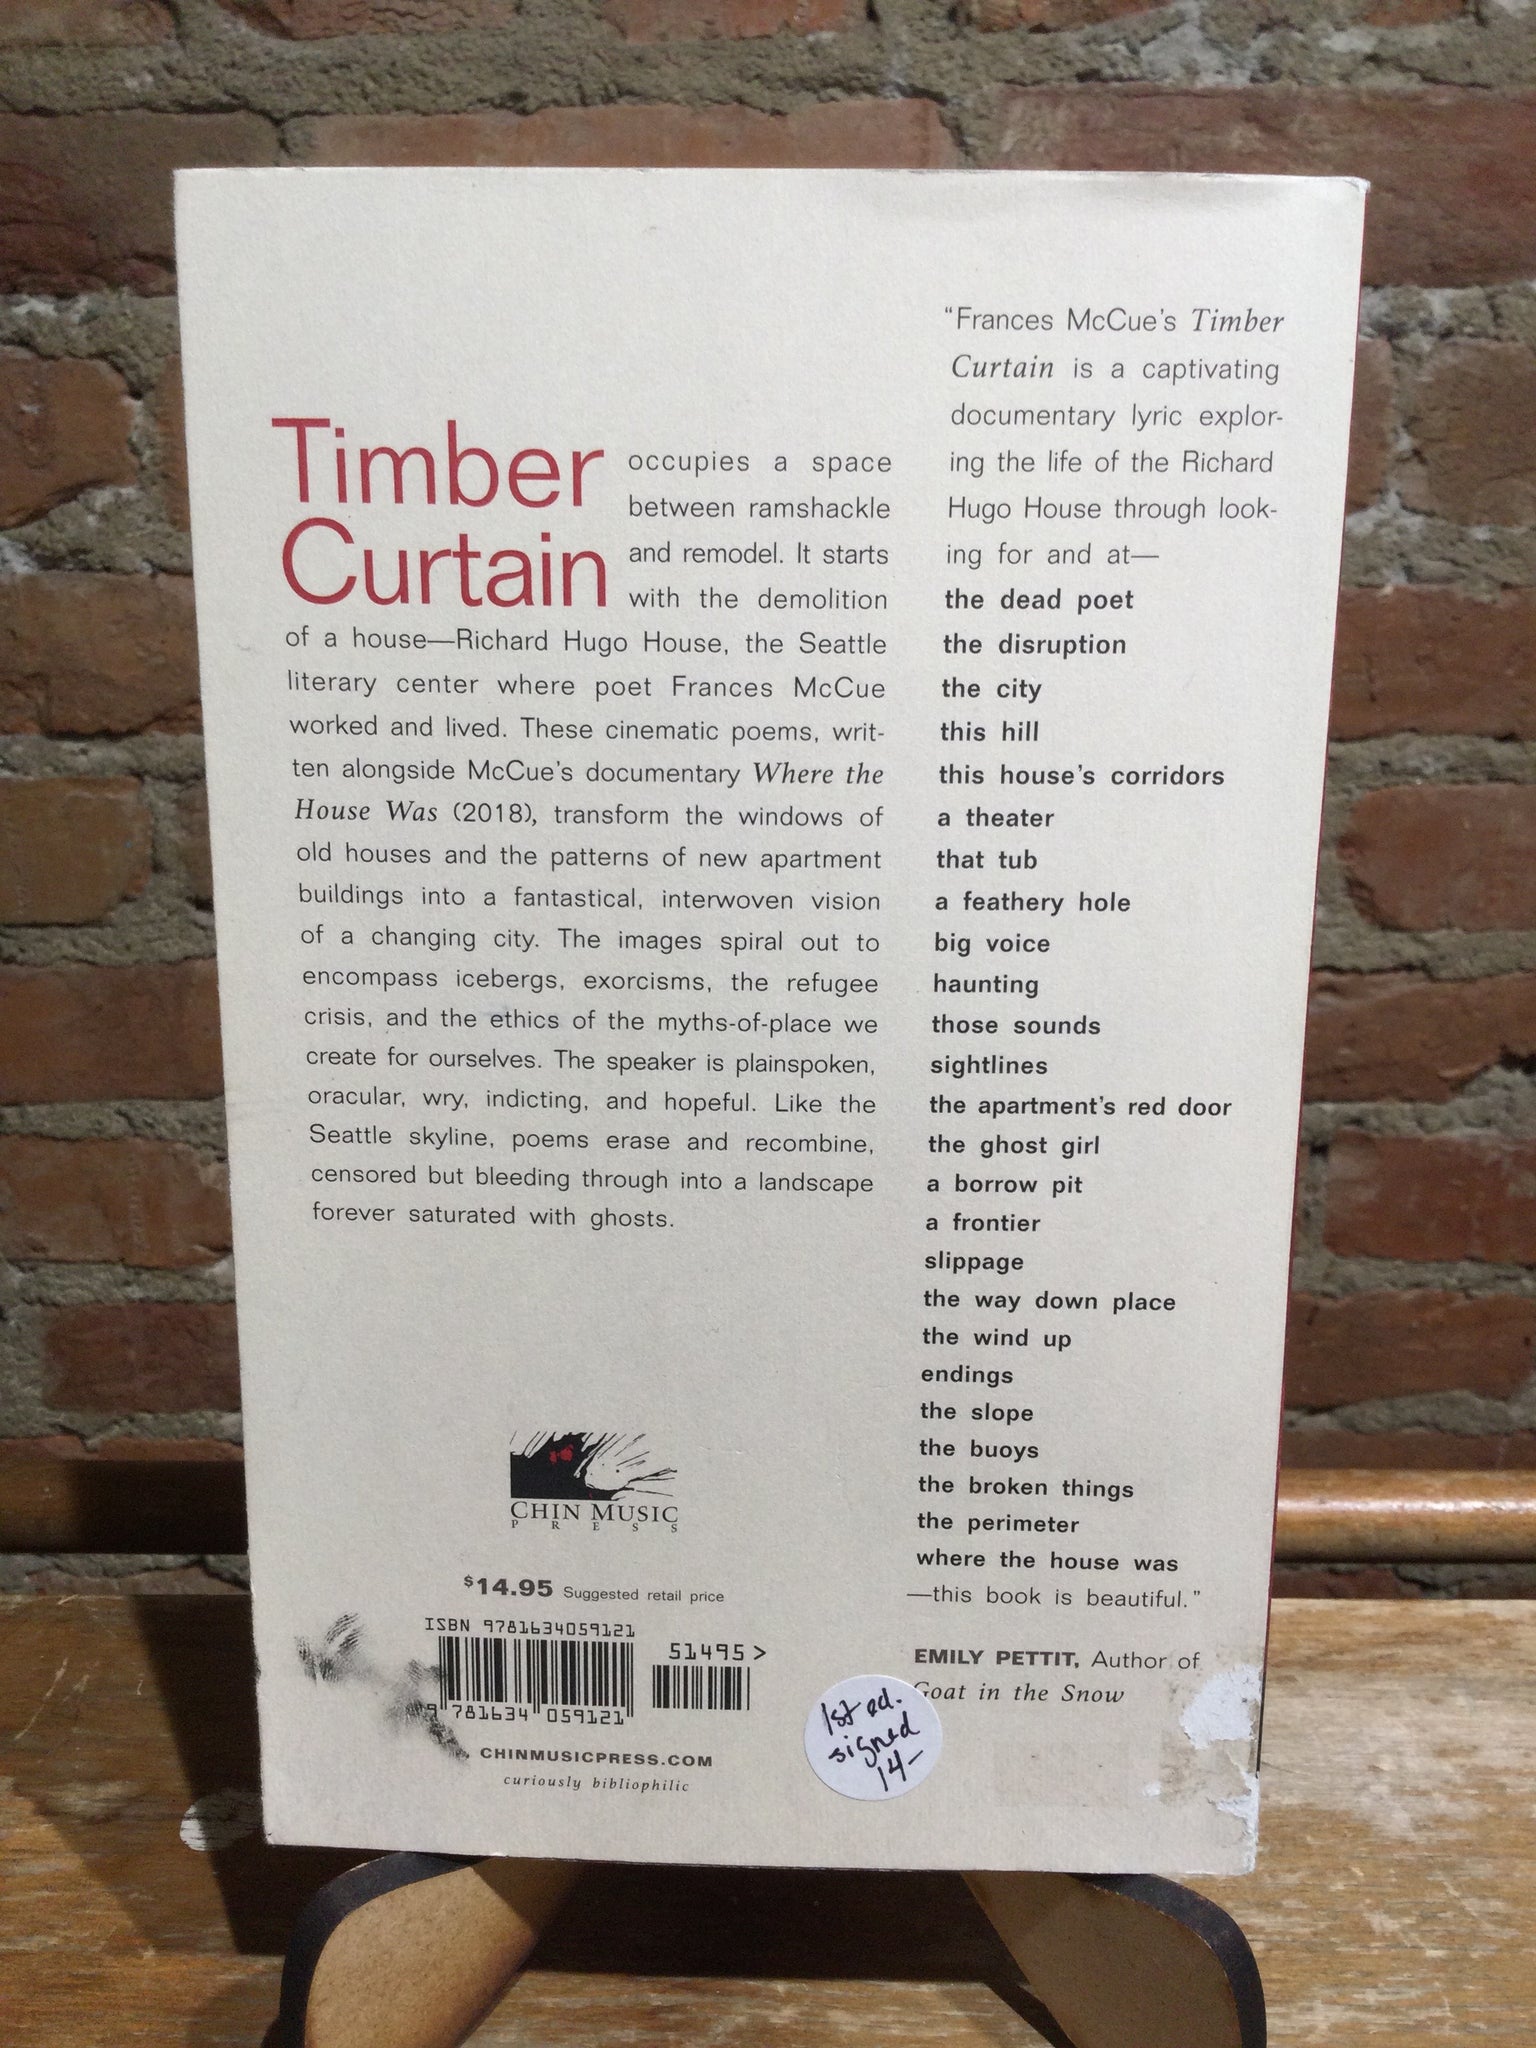 Timber
Curtain
occupies a space
between ramshackle
and remodel. It starts
with the demolition
of a house—Richard Hugo House, the Seattle
literary center where poet Frances McCue
worked and lived. These cinematic poems, writ-
ten alongside McCue's documentary Where the
House Was (2018), transform the windows of
old houses and the patterns of new apartment
buildings into a fantastical, interwoven vision
of a changing city. The images spiral out to
encompass icebergs, exorcisms, the refugee
crisis, and the ethics of the myths-of-place we
create for ourselves. The speaker is plainspoken,
oracular, wry, indicting, and hopeful. Like the
Seattle skyline, poems erase and recombine,
censored but bleeding through into a landscape
forever saturated with ghosts.
CHIN MUSIC
PRESS
$14.95 Suggested retail price
ISBN 9781634059121
51495>
9 781634 059121
CHINMUSICPRESS.COM
curiously bibliophilic
"Frances McCue's Timber
Curtain is a captivating
documentary lyric explor-
ing the life of the Richard
Hugo House through look-
ing for and at—
the dead poet
the disruption
the city
this hill
this house's corridors
a theater
that tub
a feathery hole
big voice
haunting
those sounds
sightlines
the apartment's red door
the ghost girl
a borrow pit
a frontier
slippage
the way down place
the wind up
endings
the slope
the buoys
the broken things
the perimeter
where the house was
—this book is beautiful."
EMILY PETTIT, Author of
Goat in the Snow
1st ed.
signed
14—